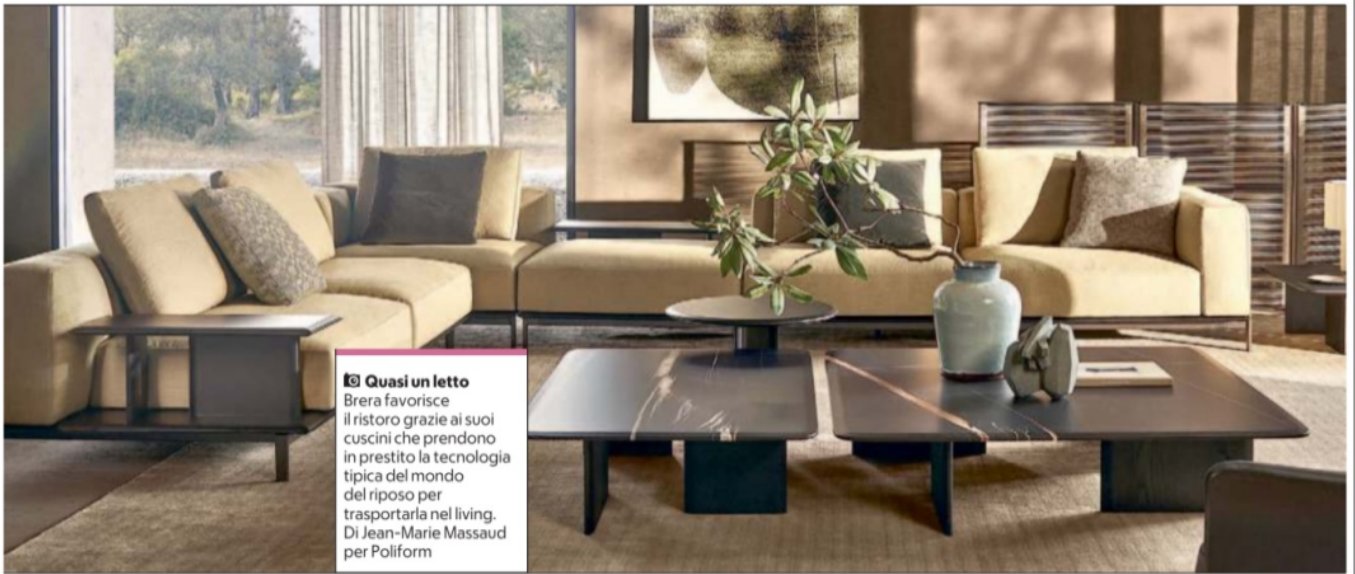 Quasi un letto
Brera favorisce
il ristoro grazie ai suoi
cuscini che prendono
in prestito la tecnologia
tipica del mondo
del riposo per
trasportarla nel living.
Di Jean-Marie Massaud
per Poliform